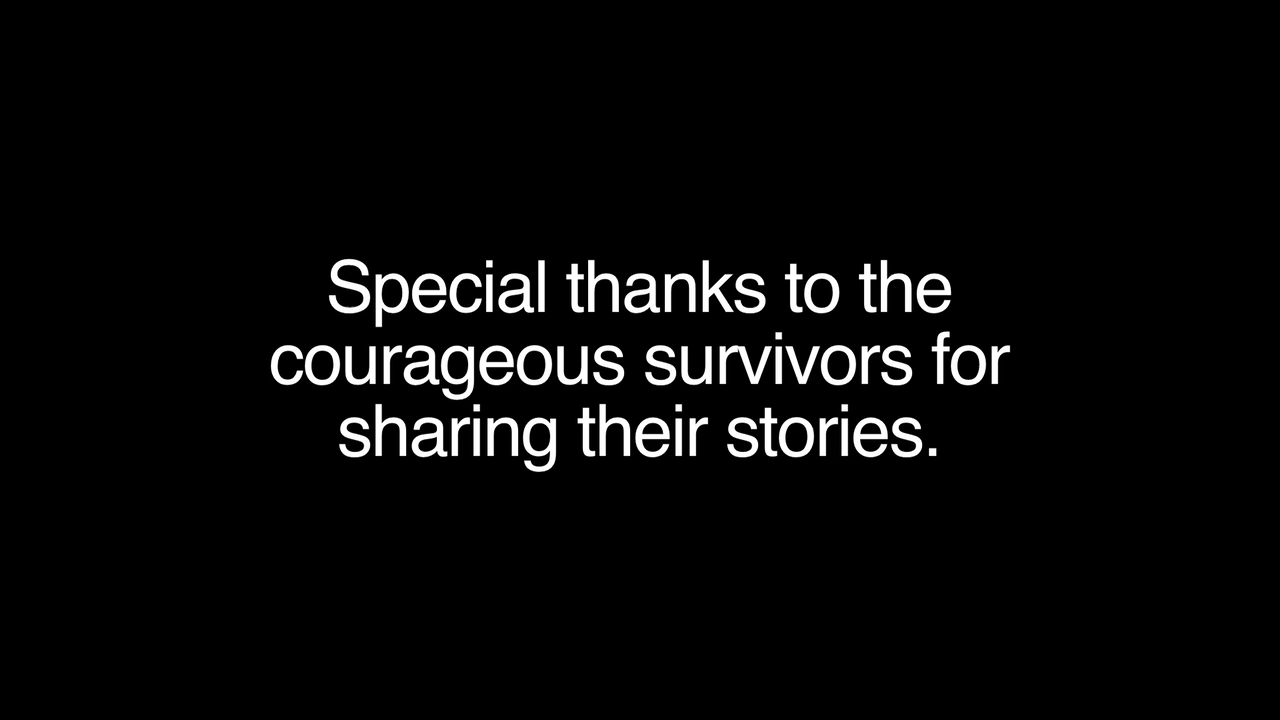 Special thanks to the
courageous survivors for
sharing their stories.